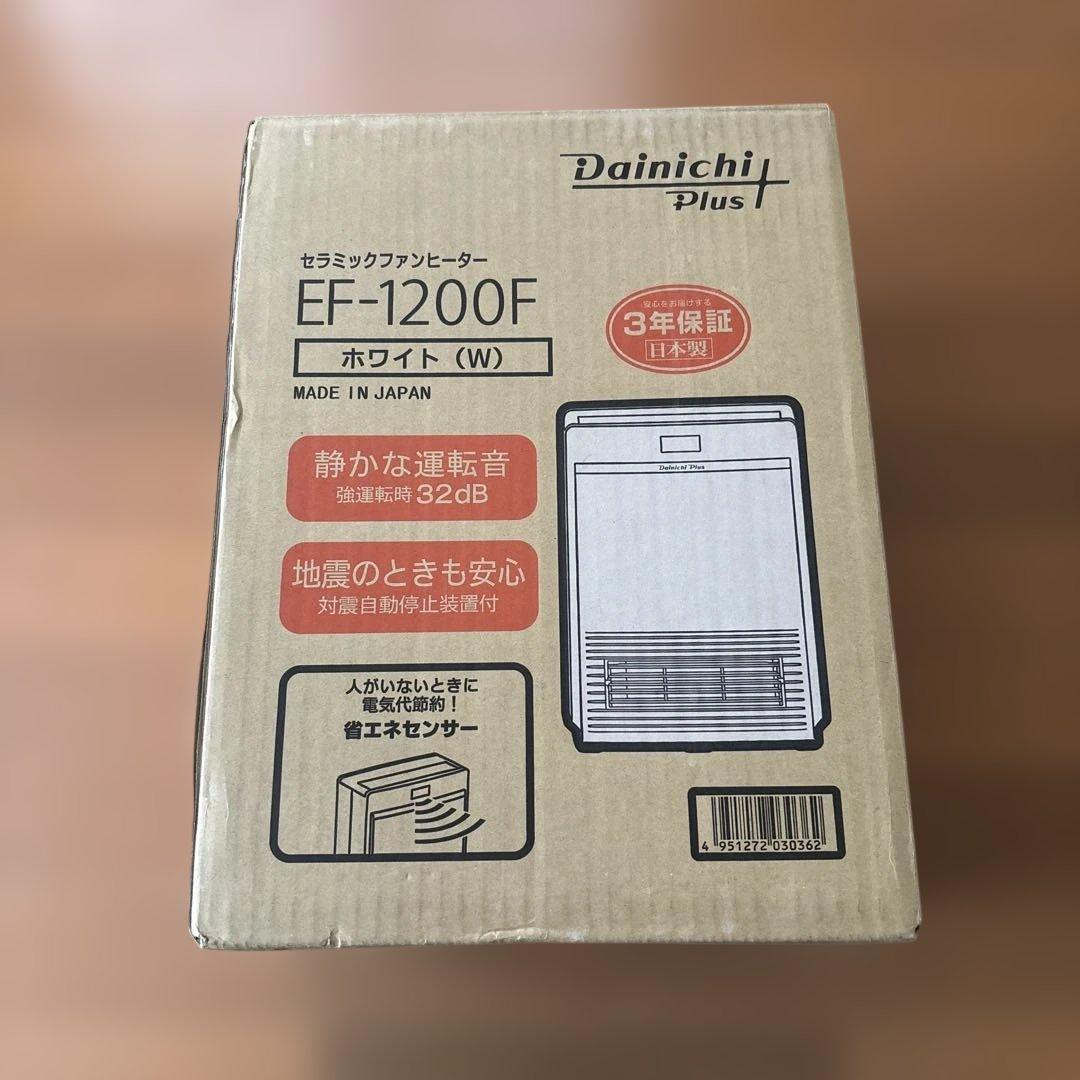 Dainichi
Plus
セラミックファンヒーター
EF-1200F
ホワイト（W）
MADE IN JAPAN
安心をお届けする
3年保証
日本製
静かな運転音
強運転時 32dB
地震のときも安心
対震自動停止装置付
Dainichi Plus
人がいないときに
電気代節約！
省エネセンサー
4 951272 030362